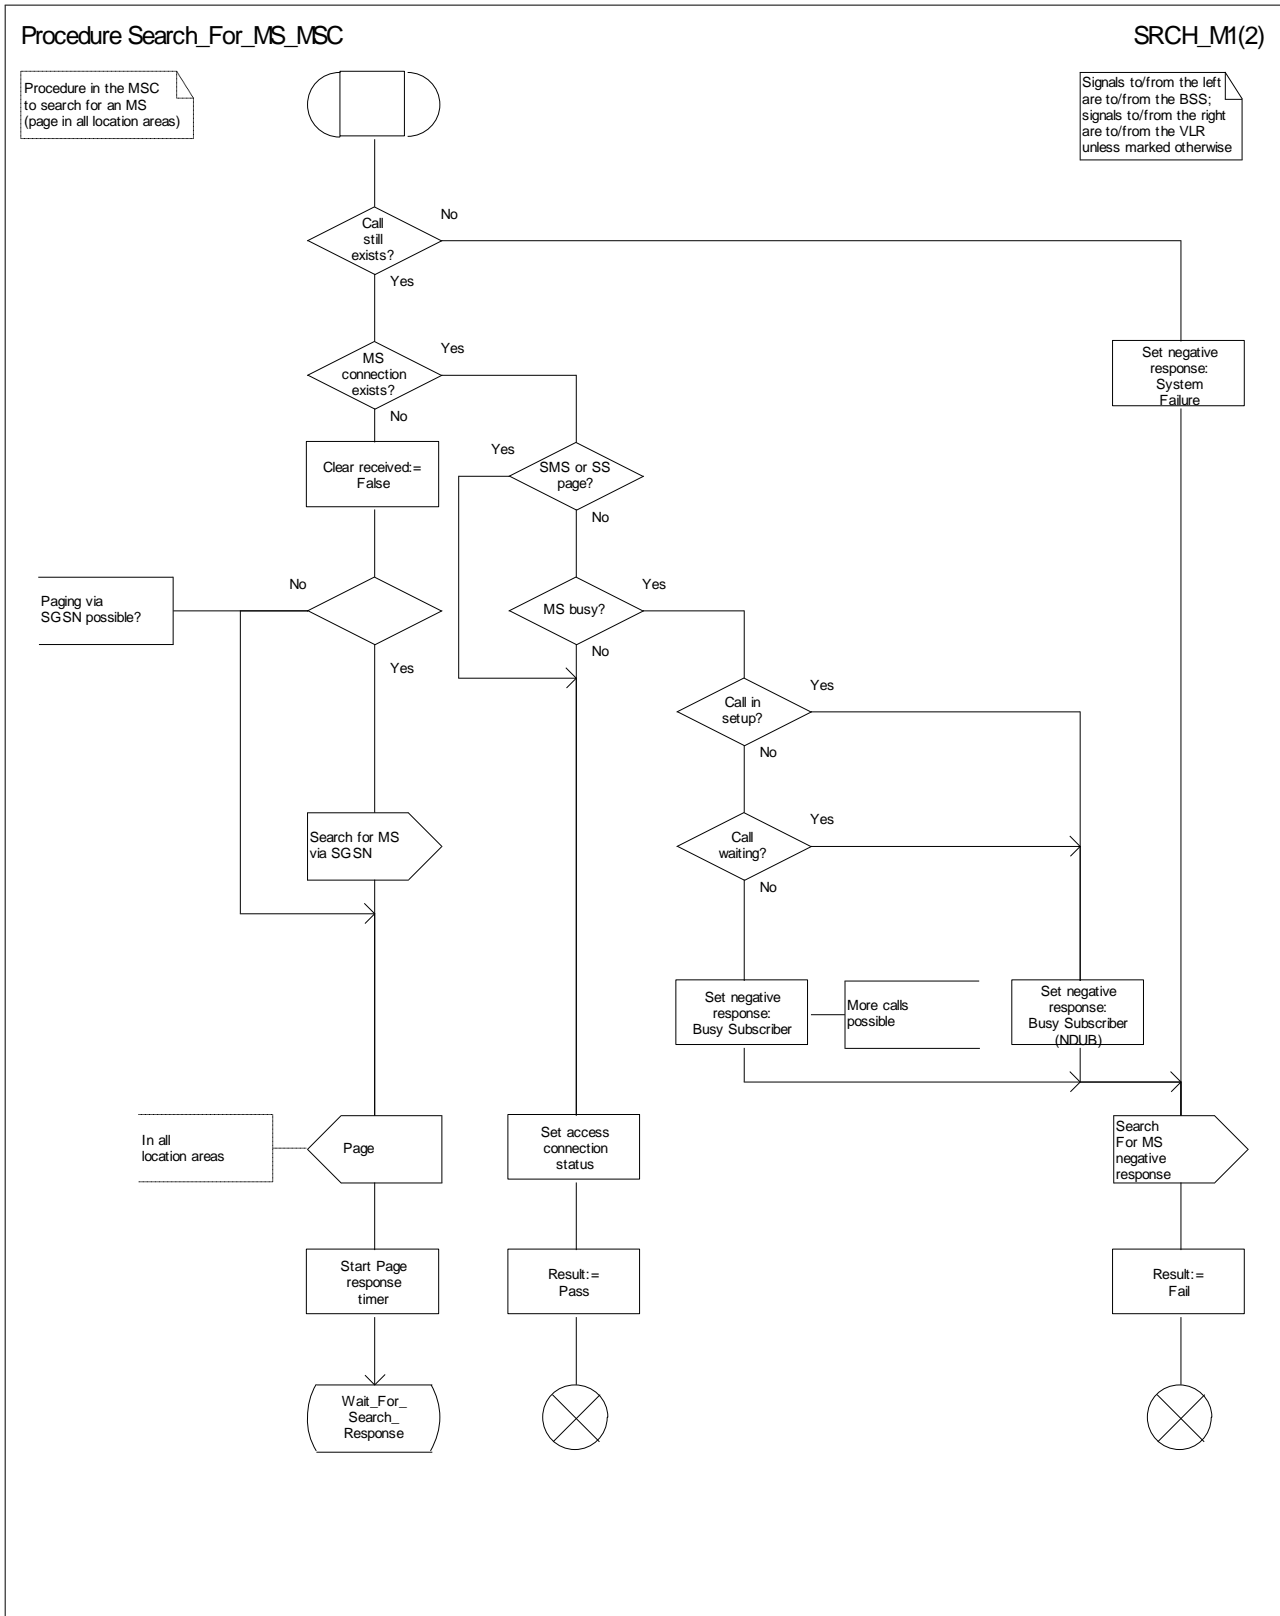 Procedure Search_For_MS_MSC
SRCH_M1(2)
Procedure in the MSC
to search for an MS
(page in all location areas)
Signals to/from the left
are to/from the BSS;
signals to/from the right
are to/from the VLR
unless marked otherwise
Call
still
exists?
No
Yes
MS
connection
exists?
Yes
No
Set negative
response:
System
Failure
Clear received:=
False
Yes
SMS or SS
page?
No
Paging via
SGSN possible?
No
Yes
MS busy?
Yes
No
Call in
setup?
Yes
No
Search for MS
via SGSN
Call
waiting?
Yes
No
Set negative
response:
Busy Subscriber
More calls
possible
Set negative
response:
Busy Subscriber
(NDUB)
In all
location areas
Page
Set access
connection
status
Search
For MS
negative
response
Start Page
response
timer
Result:=
Pass
Result:=
Fail
Wait_For_
Search_
Response